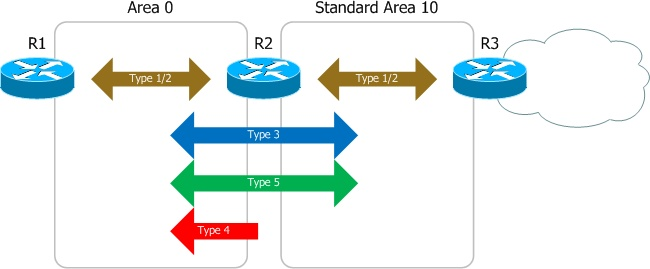 Area 0
Standard Area 10
R1
R2
R3
Type 1/2
Type 1/2
Type 3
Type 5
Type 4